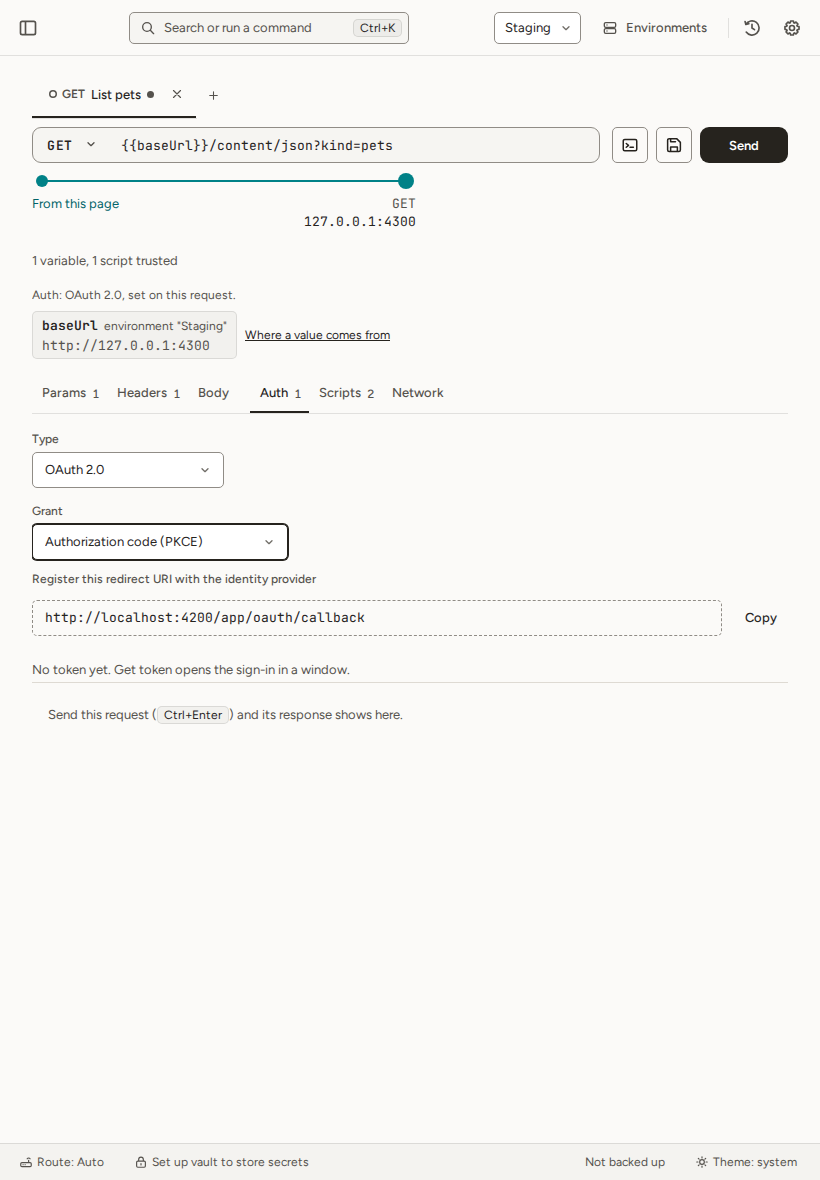 Search or run a command Ctrl+K Staging Environments
GET List pets
GET {{baseUrl}}/content/json?kind=pets Send
From this page GET
127.0.0.1:4300
1 variable, 1 script trusted
Auth: OAuth 2.0, set on this request.
baseUrl environment "Staging"
http://127.0.0.1:4300
Where a value comes from
Params 1 Headers 1 Body Auth 1 Scripts 2 Network
Type
OAuth 2.0
Grant
Authorization code (PKCE)
Register this redirect URI with the identity provider
http://localhost:4200/app/oauth/callback Copy
No token yet. Get token opens the sign-in in a window.
Send this request (Ctrl+Enter) and its response shows here.
Route: Auto Set up vault to store secrets Not backed up Theme: system